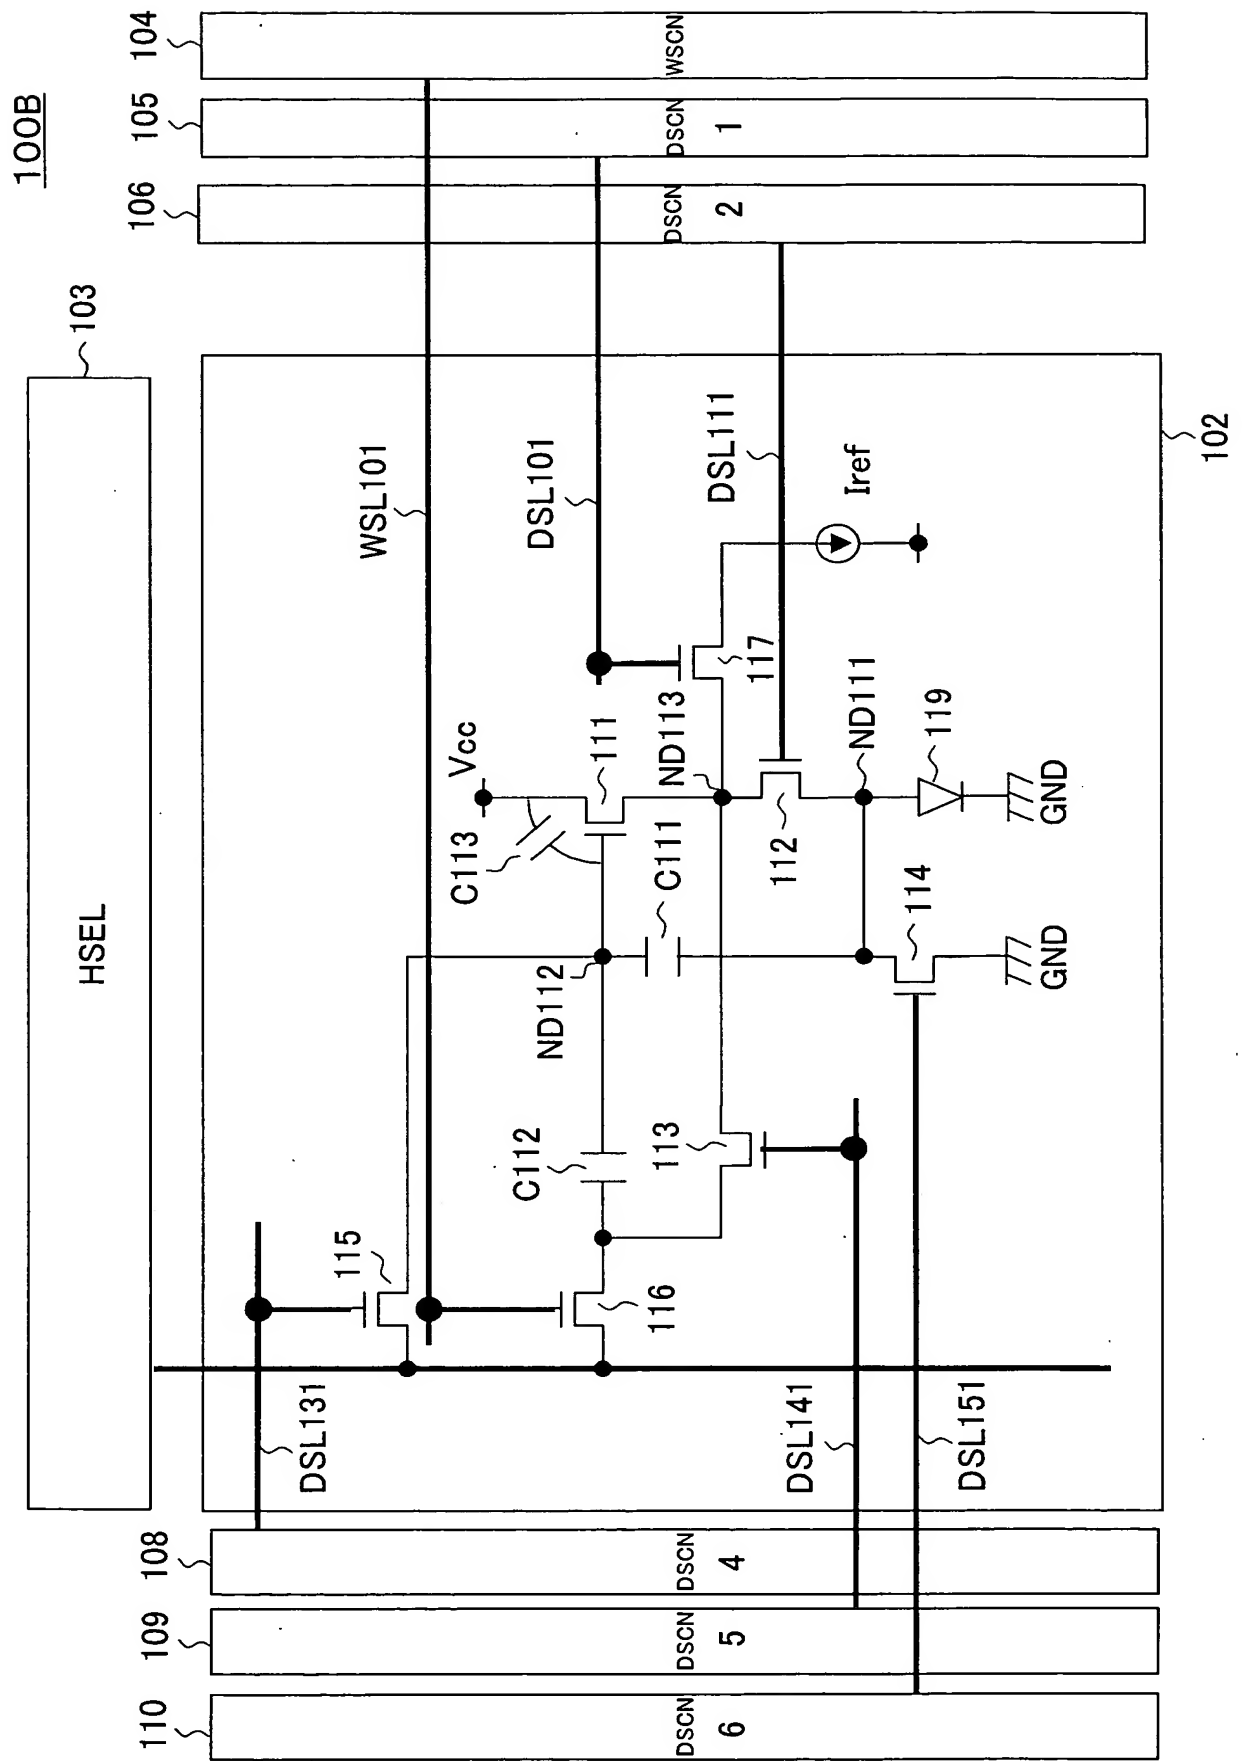 100B
103
HSEL
110
109
108
106
105
104
DSCN
6
DSCN
5
DSCN
4
DSCN
2
DSCN
1
WSCN
DSL131
115
WSL101
C113
Vcc
C112
ND112
111
DSL101
116
C111
ND113
117
113
112
DSL111
DSL141
114
ND111
Iref
DSL151
119
GND
GND
102